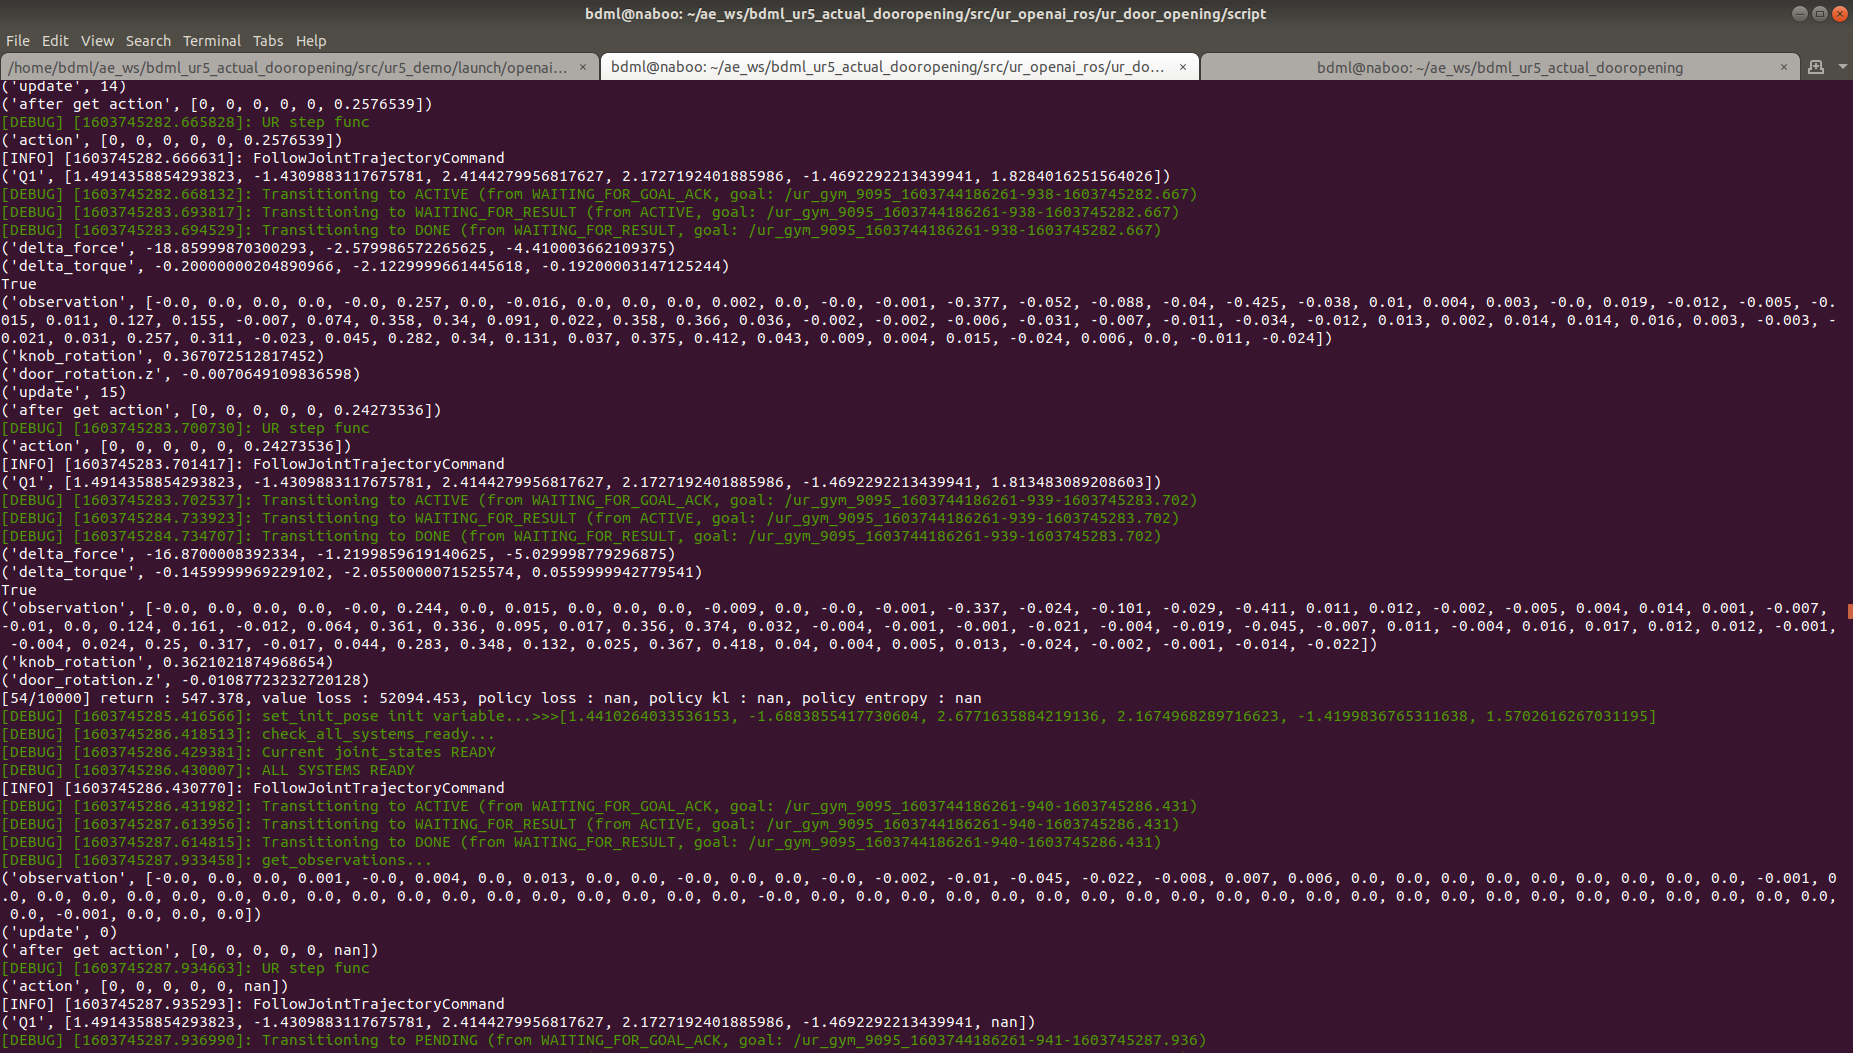 bdml@naboo: ~/ae_ws/bdml_ur5_actual_dooropening/src/ur_openai_ros/ur_door_opening/script
File Edit View Search Terminal Tabs Help
/home/bdml/ae_ws/bdml_ur5_actual_dooropening/src/ur5_demo/launch/openai... × bdml@naboo: ~/ae_ws/bdml_ur5_actual_dooropening/src/ur_openai_ros/ur_do... × bdml@naboo: ~/ae_ws/bdml_ur5_actual_dooropening ×
('update', 14)
('after get action', [0, 0, 0, 0, 0, 0.2576539])
[DEBUG] [1603745282.665828]: UR step func
('action', [0, 0, 0, 0, 0, 0.2576539])
[INFO] [1603745282.666631]: FollowJointTrajectoryCommand
('Q1', [1.4914358854293823, -1.4309883117675781, 2.4144279956817627, 2.1727192401885986, -1.4692292213439941, 1.8284016251564026])
[DEBUG] [1603745282.668132]: Transitioning to ACTIVE (from WAITING_FOR_GOAL_ACK, goal: /ur_gym_9095_1603744186261-938-1603745282.667)
[DEBUG] [1603745283.693817]: Transitioning to WAITING_FOR_RESULT (from ACTIVE, goal: /ur_gym_9095_1603744186261-938-1603745282.667)
[DEBUG] [1603745283.694529]: Transitioning to DONE (from WAITING_FOR_RESULT, goal: /ur_gym_9095_1603744186261-938-1603745282.667)
('delta_force', -18.85999870300293, -2.579986572265625, -4.410003662109375)
('delta_torque', -0.20000000204890966, -2.1229999661445618, -0.19200003147125244)
True
('observation', [-0.0, 0.0, 0.0, 0.0, -0.0, 0.257, 0.0, -0.016, 0.0, 0.0, 0.0, 0.002, 0.0, -0.0, -0.001, -0.377, -0.052, -0.088, -0.04, -0.425, -0.038, 0.01, 0.004, 0.003, -0.0, 0.019, -0.012, -0.005, -0.
015, 0.011, 0.127, 0.155, -0.007, 0.074, 0.358, 0.34, 0.091, 0.022, 0.358, 0.366, 0.036, -0.002, -0.002, -0.006, -0.031, -0.007, -0.011, -0.034, -0.012, 0.013, 0.002, 0.014, 0.014, 0.016, 0.003, -0.003, -
0.021, 0.031, 0.257, 0.311, -0.023, 0.045, 0.282, 0.34, 0.131, 0.037, 0.375, 0.412, 0.043, 0.009, 0.004, 0.015, -0.024, 0.006, 0.0, -0.011, -0.024])
('knob_rotation', 0.367072512817452)
('door_rotation.z', -0.0070649109836598)
('update', 15)
('after get action', [0, 0, 0, 0, 0, 0.24273536])
[DEBUG] [1603745283.700730]: UR step func
('action', [0, 0, 0, 0, 0, 0.24273536])
[INFO] [1603745283.701417]: FollowJointTrajectoryCommand
('Q1', [1.4914358854293823, -1.4309883117675781, 2.4144279956817627, 2.1727192401885986, -1.4692292213439941, 1.813483089208603])
[DEBUG] [1603745283.702537]: Transitioning to ACTIVE (from WAITING_FOR_GOAL_ACK, goal: /ur_gym_9095_1603744186261-939-1603745283.702)
[DEBUG] [1603745284.733923]: Transitioning to WAITING_FOR_RESULT (from ACTIVE, goal: /ur_gym_9095_1603744186261-939-1603745283.702)
[DEBUG] [1603745284.734707]: Transitioning to DONE (from WAITING_FOR_RESULT, goal: /ur_gym_9095_1603744186261-939-1603745283.702)
('delta_force', -16.8700008392334, -1.2199859619140625, -5.029998779296875)
('delta_torque', -0.1459999969229102, -2.0550000071525574, 0.0559999942779541)
True
('observation', [-0.0, 0.0, 0.0, 0.0, -0.0, 0.244, 0.0, 0.015, 0.0, 0.0, 0.0, -0.009, 0.0, -0.0, -0.001, -0.337, -0.024, -0.101, -0.029, -0.411, 0.011, 0.012, -0.002, -0.005, 0.004, 0.014, 0.001, -0.007,
-0.01, 0.0, 0.124, 0.161, -0.012, 0.064, 0.361, 0.336, 0.095, 0.017, 0.356, 0.374, 0.032, -0.004, -0.001, -0.001, -0.021, -0.004, -0.019, -0.045, -0.007, 0.011, -0.004, 0.016, 0.017, 0.012, 0.012, -0.001,
-0.004, 0.024, 0.25, 0.317, -0.017, 0.044, 0.283, 0.348, 0.132, 0.025, 0.367, 0.418, 0.04, 0.004, 0.005, 0.013, -0.024, -0.002, -0.001, -0.014, -0.022])
('knob_rotation', 0.3621021874968654)
('door_rotation.z', -0.01087723232720128)
[54/10000] return : 547.378, value loss : 52094.453, policy loss : nan, policy kl : nan, policy entropy : nan
[DEBUG] [1603745285.416566]: set_init_pose init variable...>>>[1.4410264033536153, -1.6883855417730604, 2.6771635884219136, 2.1674968289716623, -1.4199836765311638, 1.5702616267031195]
[DEBUG] [1603745286.418513]: check_all_systems_ready...
[DEBUG] [1603745286.429381]: Current joint_states READY
[DEBUG] [1603745286.430007]: ALL SYSTEMS READY
[INFO] [1603745286.430770]: FollowJointTrajectoryCommand
[DEBUG] [1603745286.431982]: Transitioning to ACTIVE (from WAITING_FOR_GOAL_ACK, goal: /ur_gym_9095_1603744186261-940-1603745286.431)
[DEBUG] [1603745287.613956]: Transitioning to WAITING_FOR_RESULT (from ACTIVE, goal: /ur_gym_9095_1603744186261-940-1603745286.431)
[DEBUG] [1603745287.614815]: Transitioning to DONE (from WAITING_FOR_RESULT, goal: /ur_gym_9095_1603744186261-940-1603745286.431)
[DEBUG] [1603745287.933458]: get_observations...
('observation', [-0.0, 0.0, 0.0, 0.001, -0.0, 0.004, 0.0, 0.013, 0.0, 0.0, -0.0, 0.0, 0.0, -0.0, -0.002, -0.01, -0.045, -0.022, -0.008, 0.007, 0.006, 0.0, 0.0, 0.0, 0.0, 0.0, 0.0, 0.0, 0.0, 0.0, -0.001, 0
.0, 0.0, 0.0, 0.0, 0.0, 0.0, 0.0, 0.0, 0.0, 0.0, 0.0, 0.0, 0.0, 0.0, 0.0, 0.0, -0.0, 0.0, 0.0, 0.0, 0.0, 0.0, 0.0, 0.0, 0.0, 0.0, 0.0, 0.0, 0.0, 0.0, 0.0, 0.0, 0.0, 0.0, 0.0, 0.0, 0.0, 0.0, 0.0, 0.0,
0.0, -0.001, 0.0, 0.0, 0.0])
('update', 0)
('after get action', [0, 0, 0, 0, 0, nan])
[DEBUG] [1603745287.934663]: UR step func
('action', [0, 0, 0, 0, 0, nan])
[INFO] [1603745287.935293]: FollowJointTrajectoryCommand
('Q1', [1.4914358854293823, -1.4309883117675781, 2.4144279956817627, 2.1727192401885986, -1.4692292213439941, nan])
[DEBUG] [1603745287.936990]: Transitioning to PENDING (from WAITING_FOR_GOAL_ACK, goal: /ur_gym_9095_1603744186261-941-1603745287.936)